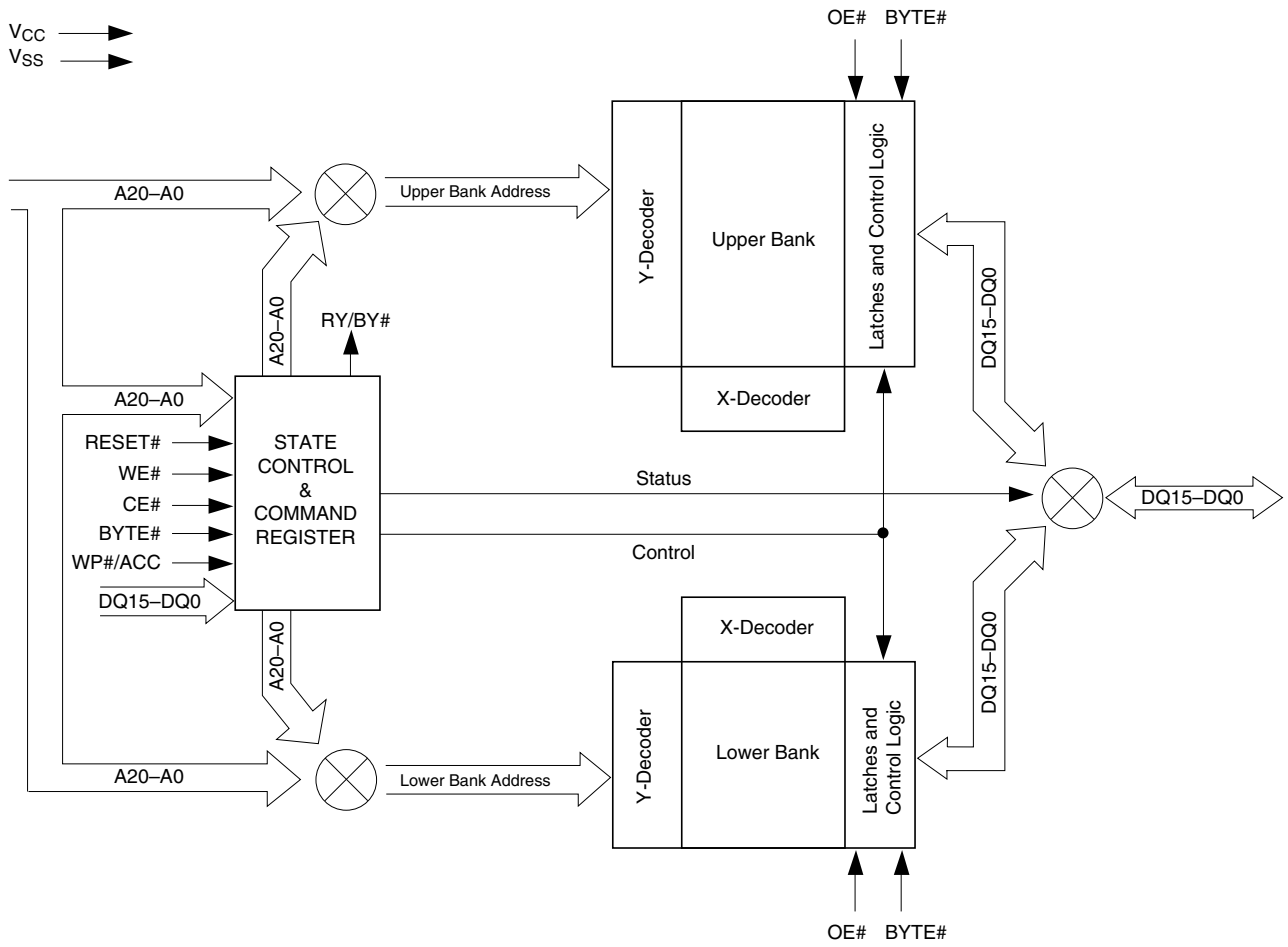 VCC
VSS
OE# BYTE#
A20–A0
Upper Bank Address
Y-Decoder
Upper Bank
Latches and Control Logic
X-Decoder
DQ15–DQ0
A20–A0
RY/BY#
A20–A0
RESET#
WE#
CE#
BYTE#
WP#/ACC
DQ15–DQ0
STATE
CONTROL
&
COMMAND
REGISTER
Status
Control
DQ15–DQ0
A20–A0
X-Decoder
Y-Decoder
Lower Bank
Latches and
Control Logic
DQ15–DQ0
A20–A0
Lower Bank Address
OE# BYTE#